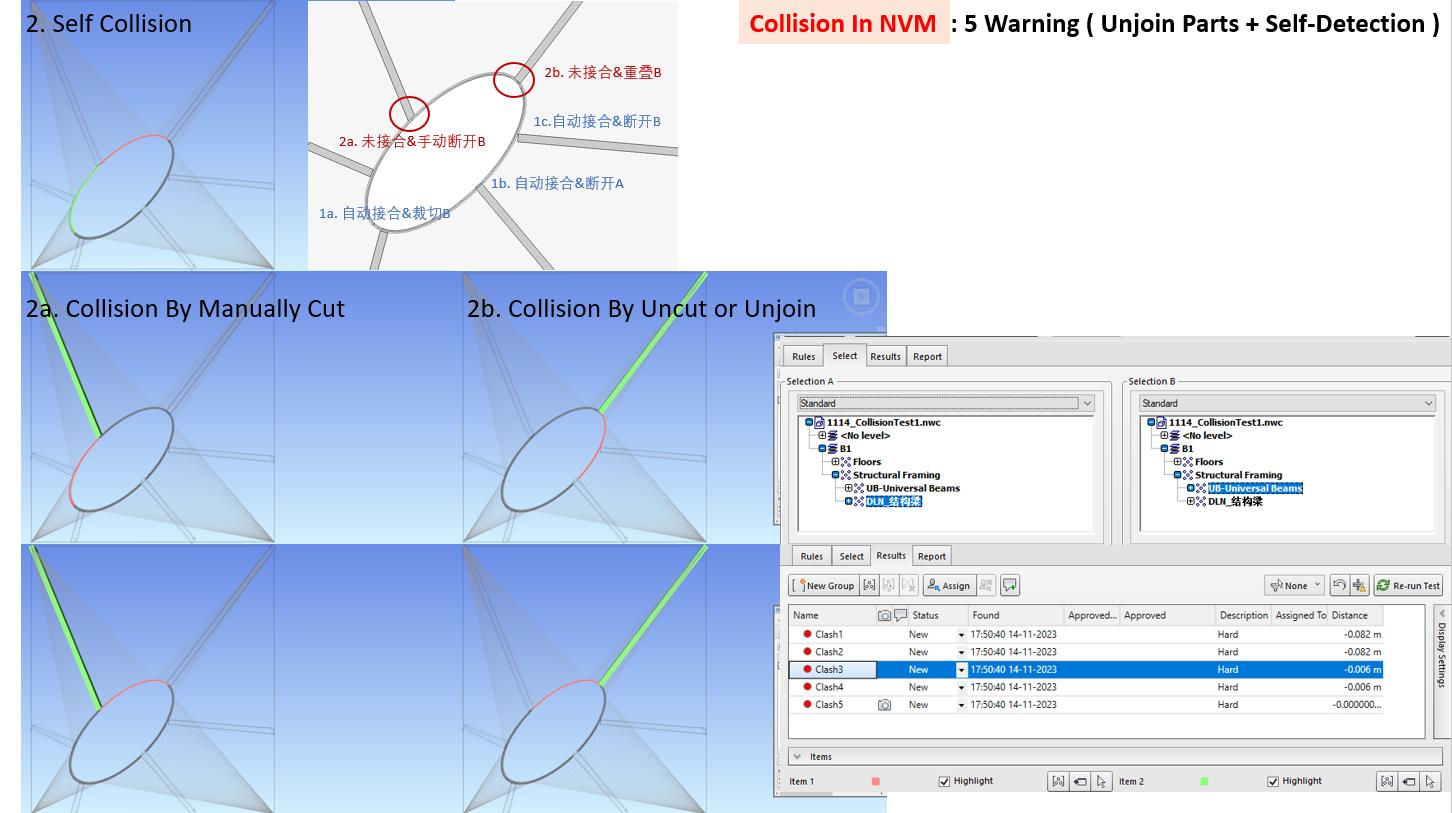 2. Self Collision
Collision In NVM : 5 Warning ( Unjoin Parts + Self-Detection )
2b. 未接合&重叠B
1c.自动接合&断开B
2a. 未接合&手动断开B
1b. 自动接合&断开A
1a. 自动接合&裁切B
2a. Collision By Manually Cut
2b. Collision By Uncut or Unjoin
Rules Select Results Report
Selection A
Standard
1114_CollisionTest1.nwc
<No level>
B1
Floors
Structural Framing
UB-Universal Beams
DLN_结构梁
Selection B
Standard
1114_CollisionTest1.nwc
<No level>
B1
Floors
Structural Framing
UB-Universal Beams
DLN_结构梁
Rules Select Results Report
New Group Assign None Re-run Test
Name Status Found Approved... Approved Description Assigned To Distance
Clash1 New 17:50:40 14-11-2023 Hard -0.082 m
Clash2 New 17:50:40 14-11-2023 Hard -0.082 m
Clash3 New 17:50:40 14-11-2023 Hard -0.006 m
Clash4 New 17:50:40 14-11-2023 Hard -0.006 m
Clash5 New 17:50:40 14-11-2023 Hard -0.000000...
Display Settings
Items
Item 1 Highlight Item 2 Highlight